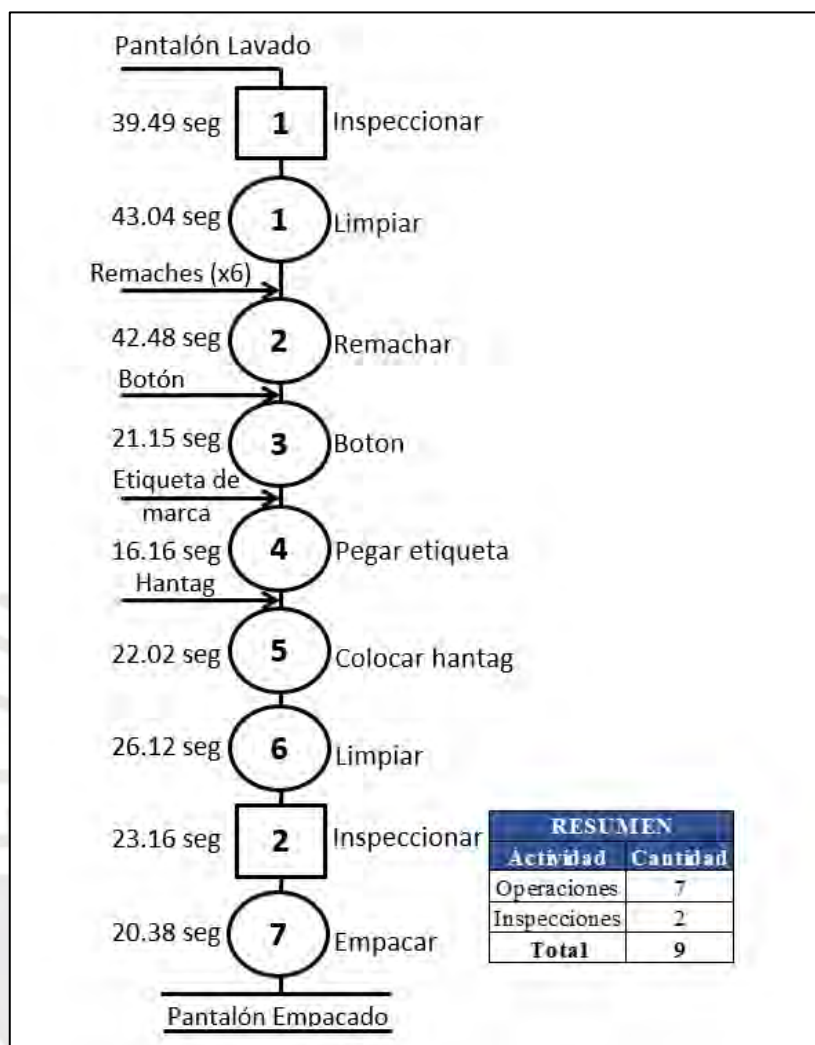 Pantalón Lavado
39.49 seg 1 Inspeccionar
43.04 seg 1 Limpiar
Remaches (x6)
42.48 seg 2 Remachar
Botón
21.15 seg 3 Boton
Etiqueta de
marca
16.16 seg 4 Pegar etiqueta
Hantag
22.02 seg 5 Colocar hantag
26.12 seg 6 Limpiar
23.16 seg 2 Inspeccionar
20.38 seg 7 Empacar
Pantalón Empacado
RESUMEN
Actividad Cantidad
Operaciones 7
Inspecciones 2
Total 9